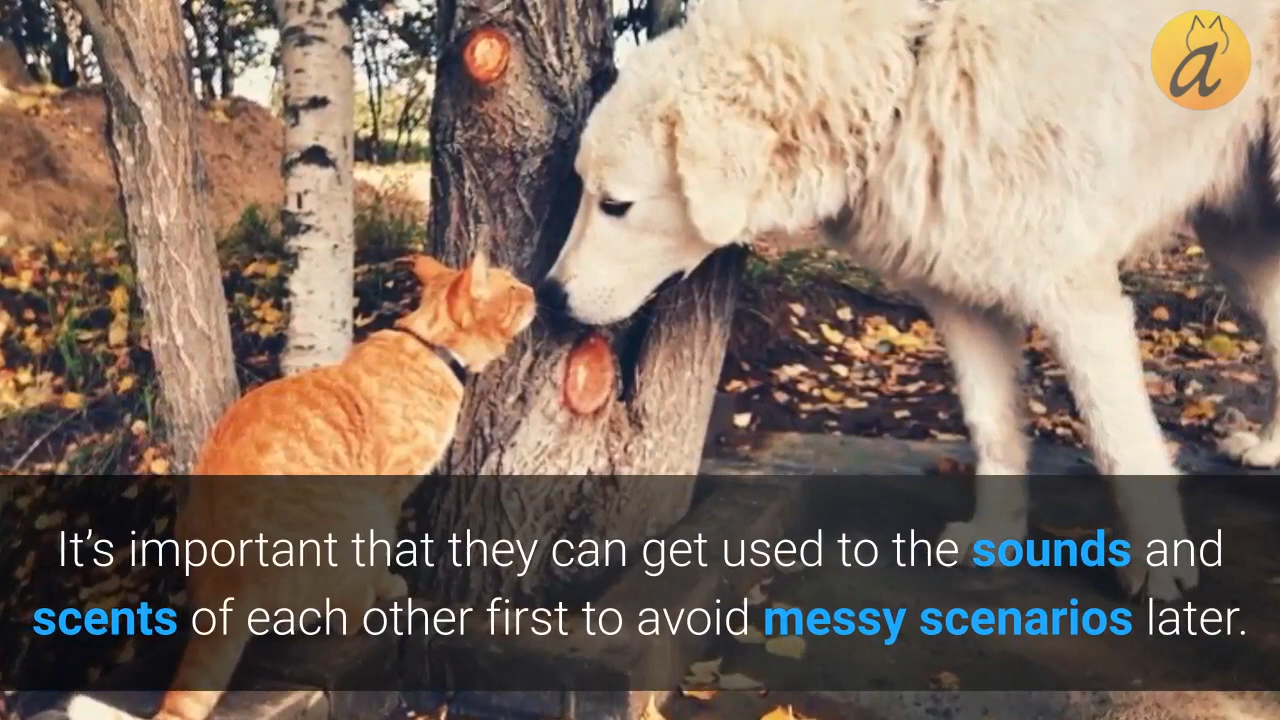 a
It’s important that they can get used to the sounds and
scents of each other first to avoid messy scenarios later.